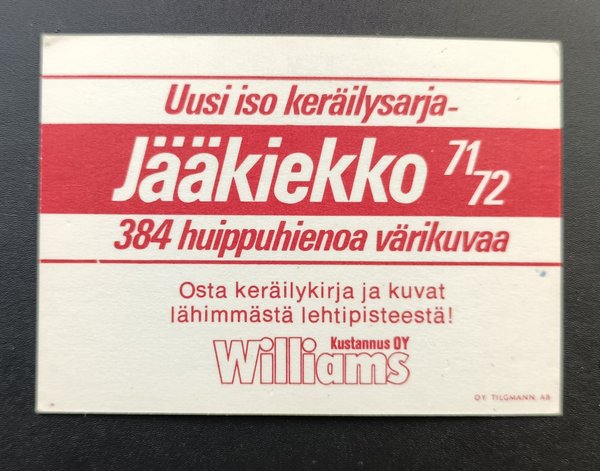 Uusi iso keräilysarja-
Jääkiekko 71/72
384 huippuhienoa värikuvaa
Osta keräilykirja ja kuvat
lähimmästä lehtipisteestä!
Kustannus OY
Williams
OY. TILGMANN. AB